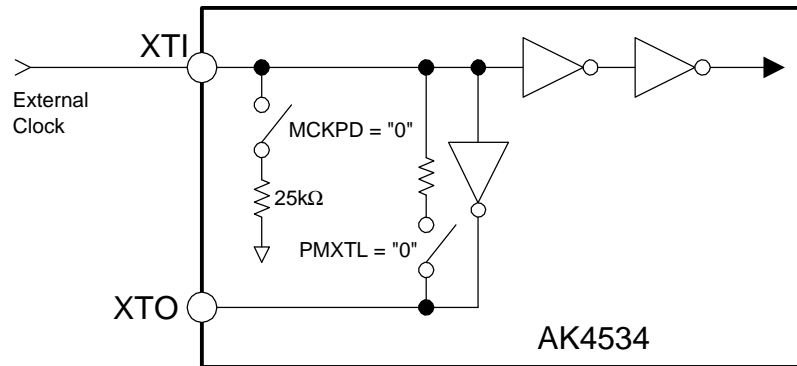 XTI
External
Clock
MCKPD = "0"
25kΩ
PMXTL = "0"
XTO
AK4534